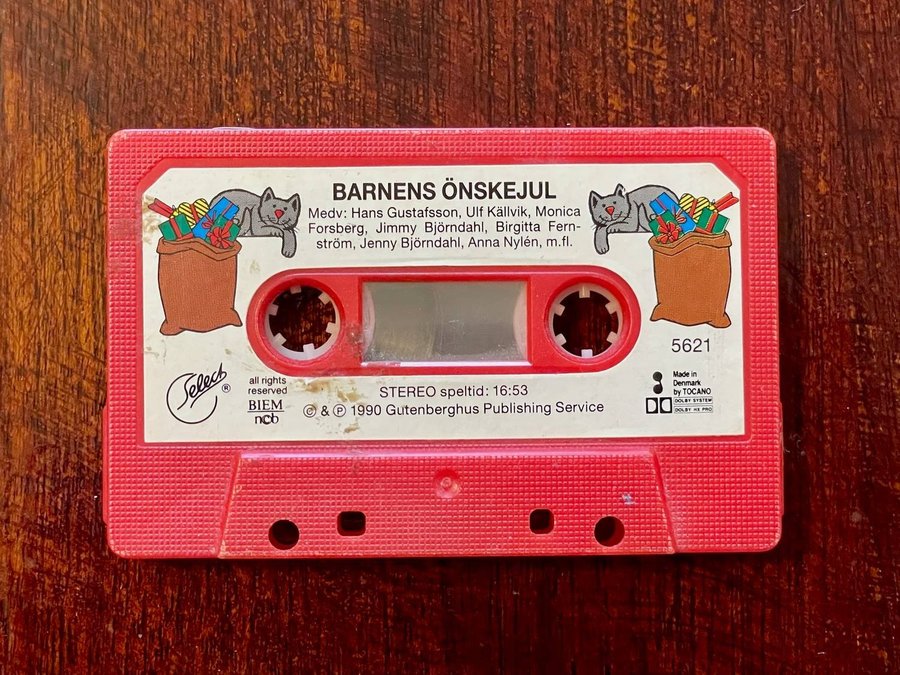 BARNENS ÖNSKEJUL
Medv: Hans Gustafsson, Ulf Källvik, Monica
Forsberg, Jimmy Björndahl, Birgitta Fern-
ström, Jenny Björndahl, Anna Nylén, m.fl.
5621
Select ®
all rights
reserved
BIEM
ncb
STEREO speltid: 16:53
© & ℗ 1990 Gutenberghus Publishing Service
Made in
Denmark
by TOCANO
DOLBY SYSTEM
DOLBY HX PRO